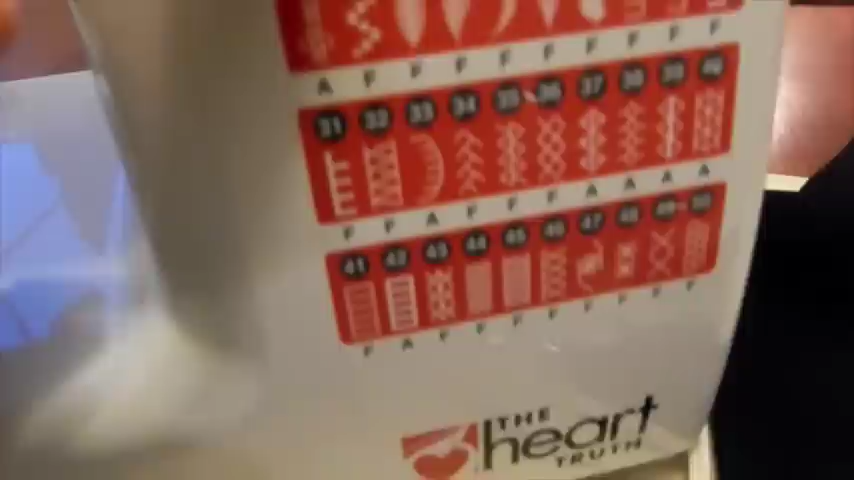 A F F F F F F F F F
31 32 33 34 35 36 37 38 39 40
F F A F F F A A A A
41 42 43 44 45 46 47 48 49 50
F A F F F F F F F F
THE
heart
TRUTH